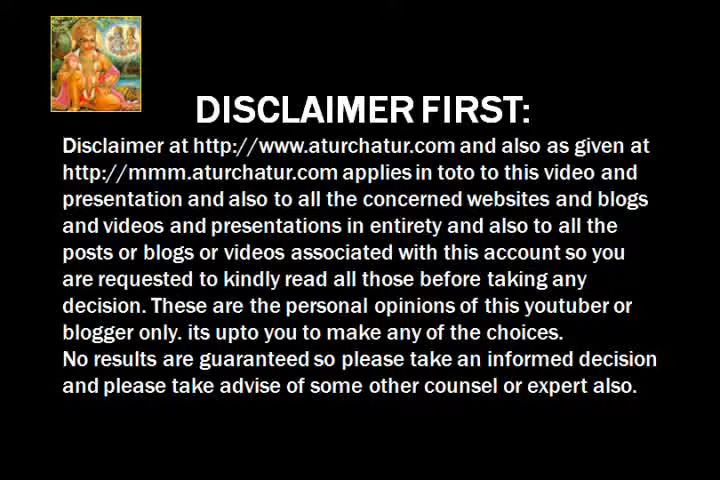 DISCLAIMER FIRST:
Disclaimer at http://www.aturchatur.com and also as given at
http://mmm.aturchatur.com applies in toto to this video and
presentation and also to all the concerned websites and blogs
and videos and presentations in entirety and also to all the
posts or blogs or videos associated with this account so you
are requested to kindly read all those before taking any
decision. These are the personal opinions of this youtuber or
blogger only. its upto you to make any of the choices.
No results are guaranteed so please take an informed decision
and please take advise of some other counsel or expert also.